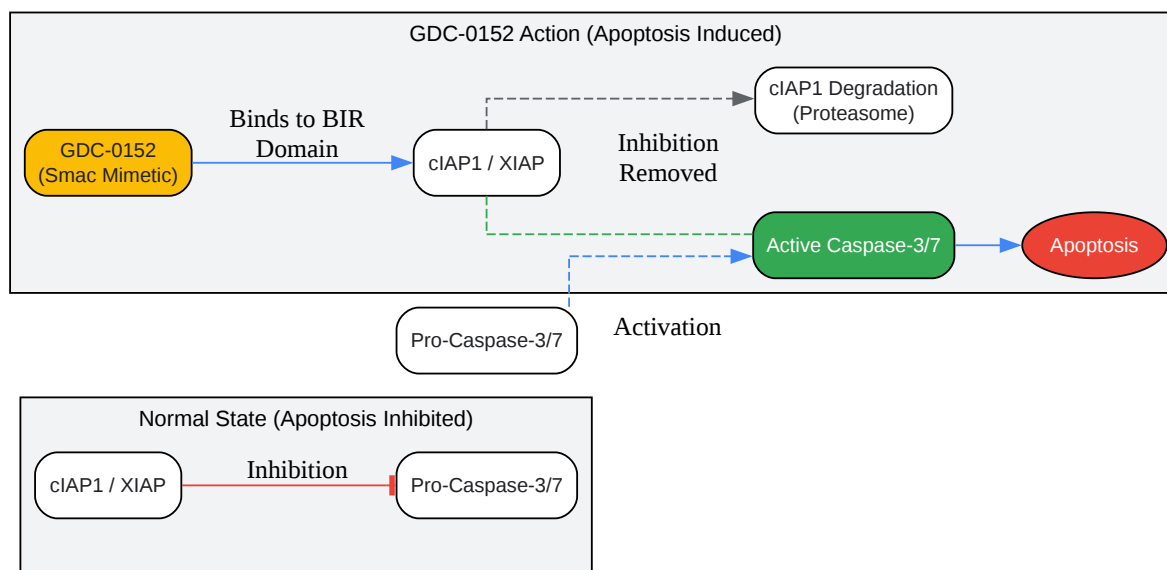 GDC-0152 Action (Apoptosis Induced)
GDC-0152
(Smac Mimetic)
Binds to BIR
Domain
cIAP1 / XIAP
cIAP1 Degradation
(Proteasome)
Inhibition
Removed
Active Caspase-3/7
Apoptosis
Pro-Caspase-3/7
Activation
Normal State (Apoptosis Inhibited)
cIAP1 / XIAP
Inhibition
Pro-Caspase-3/7